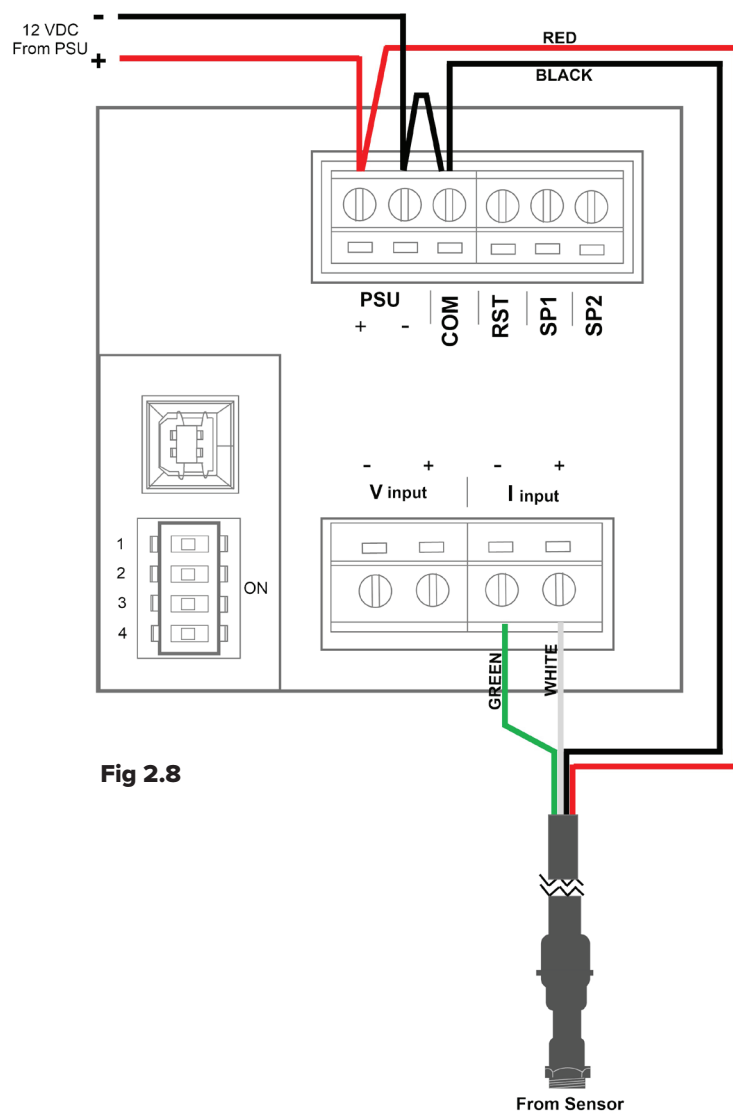 -
12 VDC
From PSU
+
RED
BLACK
PSU
+ -
COM
RST
SP1
SP2
- + - +
V input I input
1
2
3
4
ON
GREEN
WHITE
Fig 2.8
From Sensor